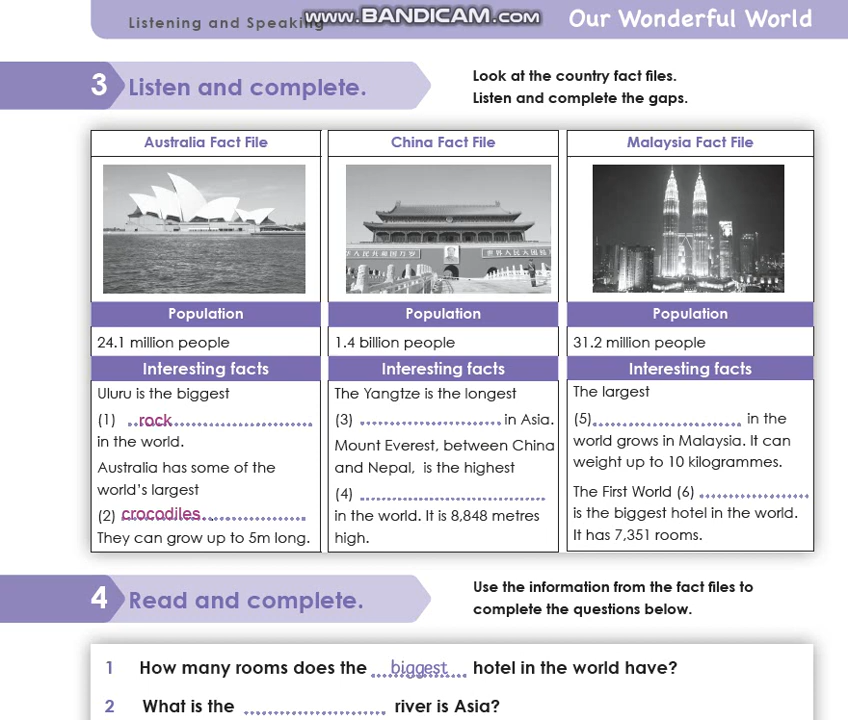 Listening and Speaking
www.BANDICAM.com
Our Wonderful World
3 Listen and complete.
Look at the country fact files.
Listen and complete the gaps.
Australia Fact File
Population
24.1 million people
Interesting facts
Uluru is the biggest
(1) rock
in the world.
Australia has some of the
world's largest
(2) crocodiles
They can grow up to 5m long.
China Fact File
Population
1.4 billion people
Interesting facts
The Yangtze is the longest
(3) in Asia.
Mount Everest, between China
and Nepal, is the highest
(4)
in the world. It is 8,848 metres
high.
Malaysia Fact File
Population
31.2 million people
Interesting facts
The largest
(5) in the
world grows in Malaysia. It can
weight up to 10 kilogrammes.
The First World (6)
is the biggest hotel in the world.
It has 7,351 rooms.
4 Read and complete.
Use the information from the fact files to
complete the questions below.
1 How many rooms does the biggest hotel in the world have?
2 What is the river is Asia?